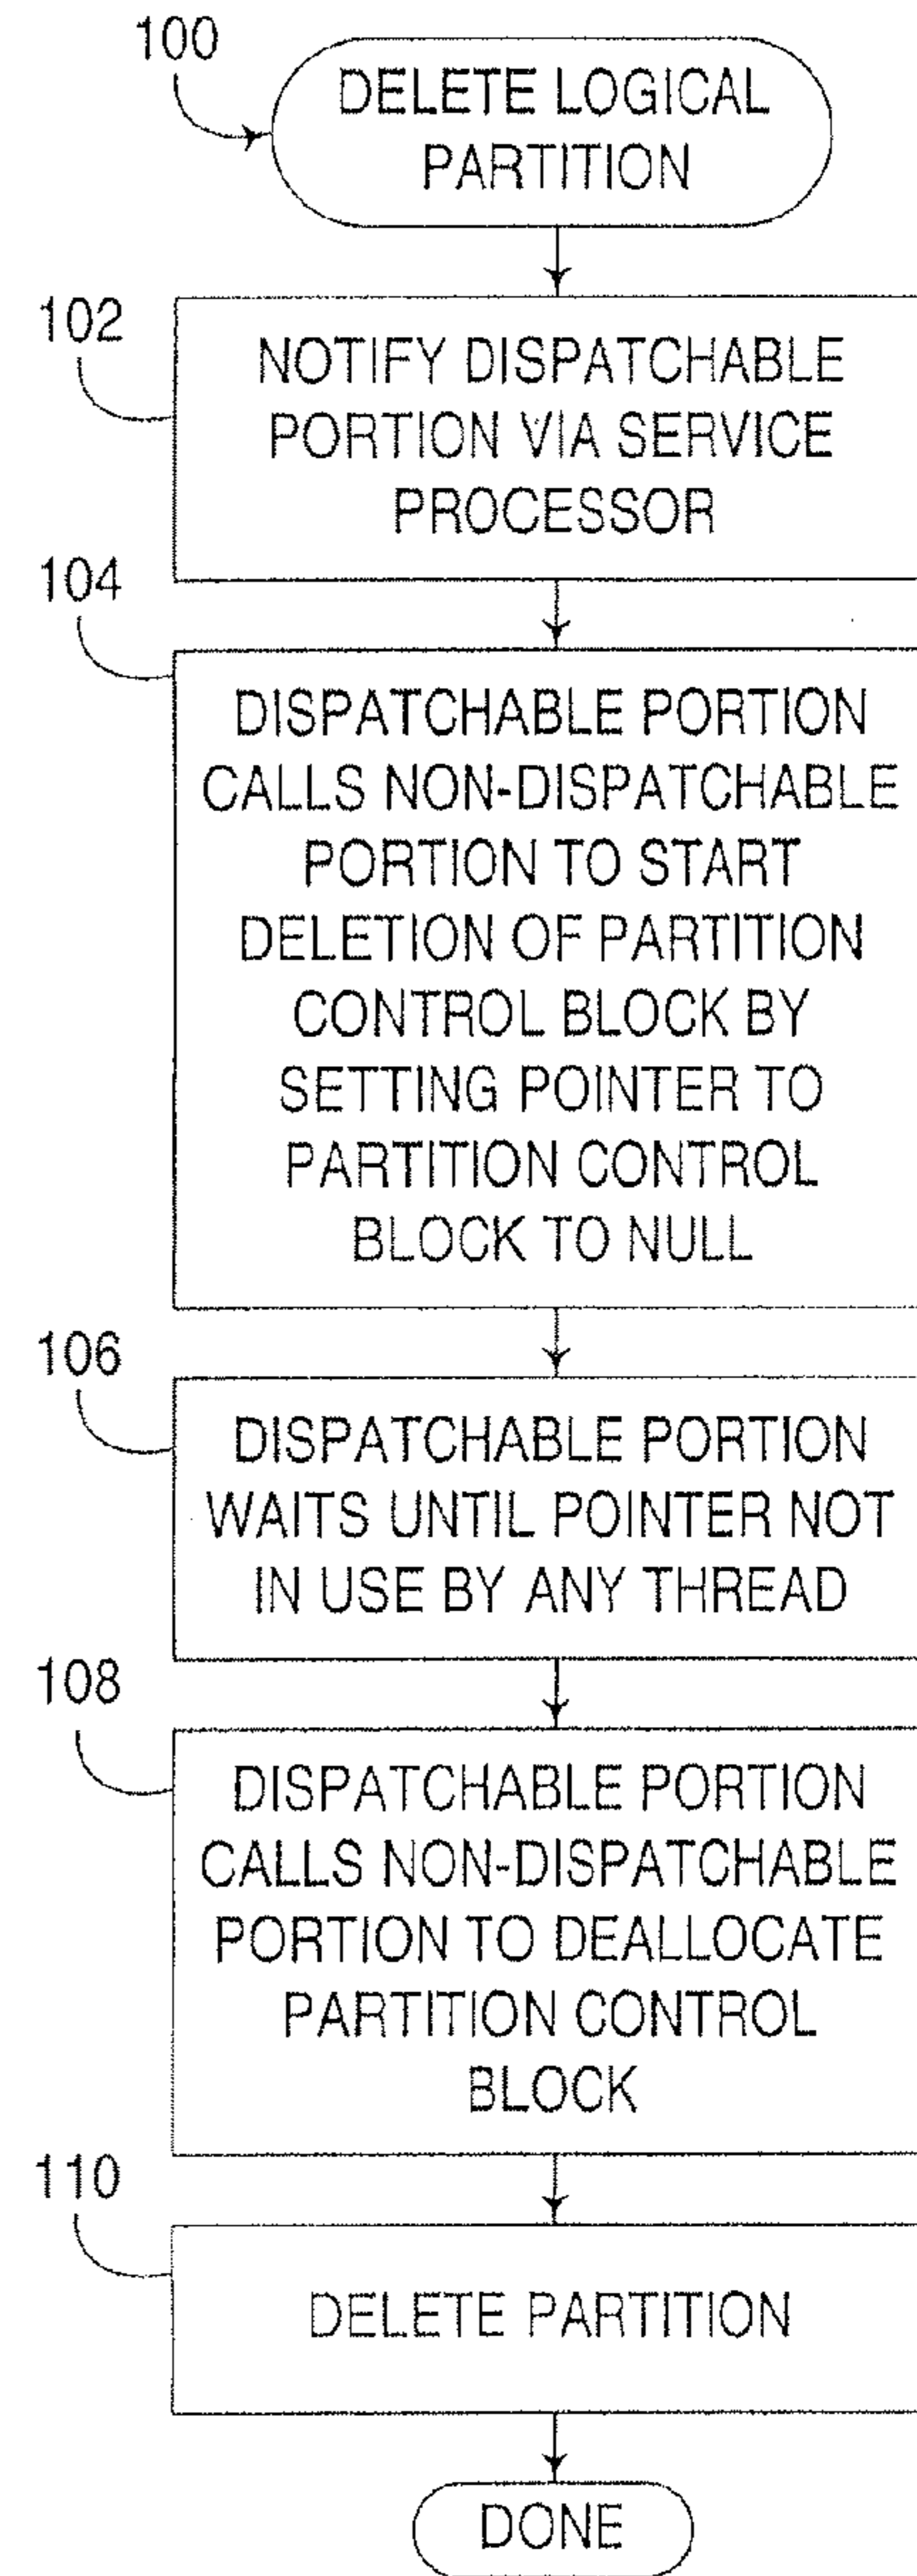 100
DELETE LOGICAL
PARTITION
102
NOTIFY DISPATCHABLE
PORTION VIA SERVICE
PROCESSOR
104
DISPATCHABLE PORTION
CALLS NON-DISPATCHABLE
PORTION TO START
DELETION OF PARTITION
CONTROL BLOCK BY
SETTING POINTER TO
PARTITION CONTROL
BLOCK TO NULL
106
DISPATCHABLE PORTION
WAITS UNTIL POINTER NOT
IN USE BY ANY THREAD
108
DISPATCHABLE PORTION
CALLS NON-DISPATCHABLE
PORTION TO DEALLOCATE
PARTITION CONTROL
BLOCK
110
DELETE PARTITION
DONE